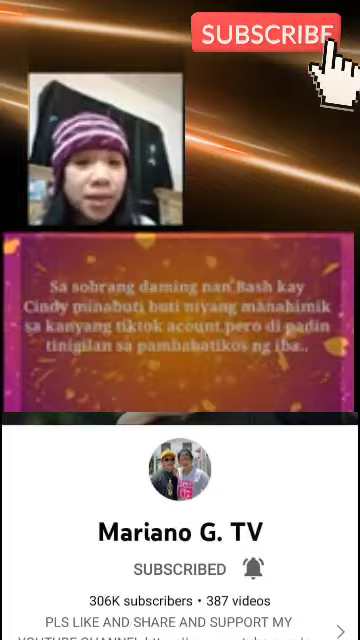 SUBSCRIBE
Sa sobrang daming nan Bash kay
Cindy minabuti buti niyang manahimik
sa kanyang tiktok acount,pero di padin
tinigilan sa pambabatikos ng iba..
Mariano G. TV
SUBSCRIBED
306K subscribers • 387 videos
PLS LIKE AND SHARE AND SUPPORT MY